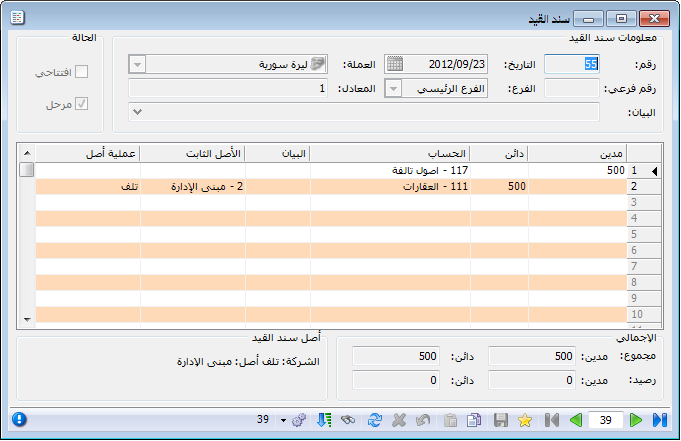 سند القيد
معلومات سند القيد
الحالة
رقم: 55 التاريخ: 2012/09/23 العملة: ليرة سورية
افتتاحي
رقم فرعي: الفرع: الفرع الرئيسي المعادل: 1
مرحل
البيان:
مدين دائن الحساب البيان الأصل الثابت عملية أصل
1 500 117 - اصول تالفة
2 500 111 - العقارات 2 - مبنى الإدارة تلف
3
4
5
6
7
8
9
10
الإجمالي
أصل سند القيد
مجموع: مدين: 500 دائن: 500
الشركة: تلف أصل: مبنى الإدارة
رصيد: مدين: 0 دائن: 0
39
39